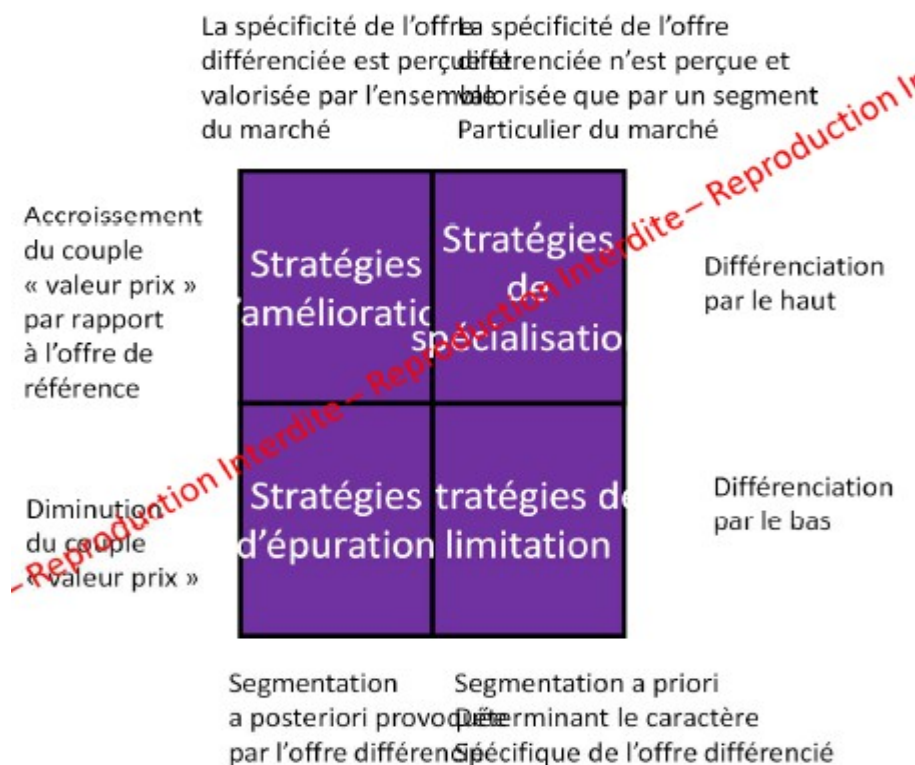 La spécificité de l'offre
différenciée est perçue et
valorisée par l'ensemble
du marché
La spécificité de l'offre
différenciée n'est perçue et
valorisée que par un segment
Particulier du marché
Accroissement
du couple
« valeur prix »
par rapport
à l'offre de
référence
Stratégies
'amélioratio
Stratégies
de
spécialisation
Différenciation
par le haut
Diminution
du couple
« valeur prix »
Stratégies
d'épuration
tratégies de
limitation
Différenciation
par le bas
Segmentation
a posteriori provoquée
par l'offre différencié
Segmentation a priori
Déterminant le caractère
Spécifique de l'offre différencié
– Reproduction Interdite – Reproduction Interdite – Reproduction In